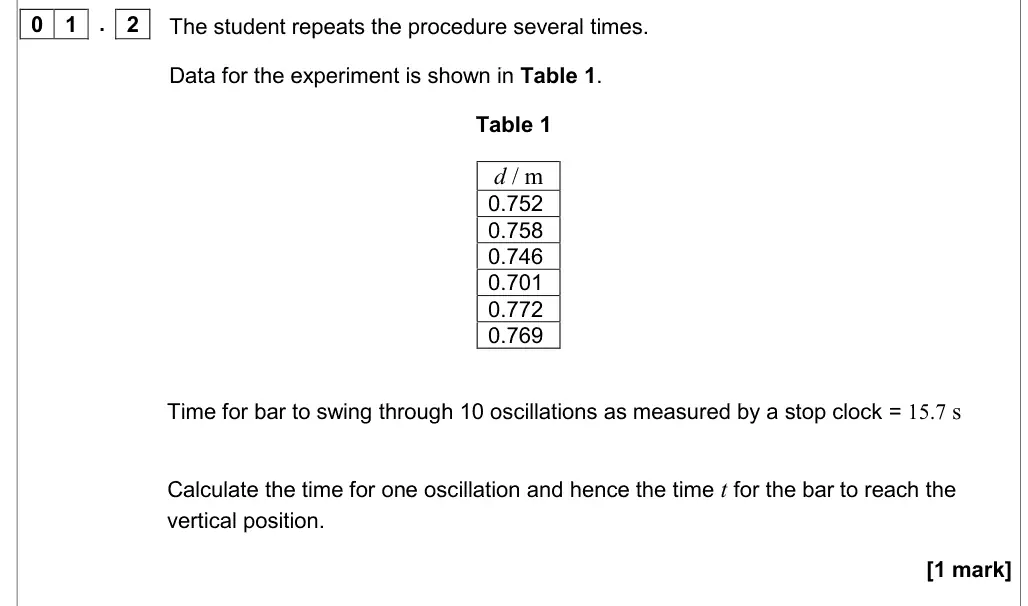 0 1 . 2 The student repeats the procedure several times.
Data for the experiment is shown in Table 1.
Table 1
d / m
0.752
0.758
0.746
0.701
0.772
0.769
Time for bar to swing through 10 oscillations as measured by a stop clock = 15.7 s
Calculate the time for one oscillation and hence the time t for the bar to reach the
vertical position.
[1 mark]